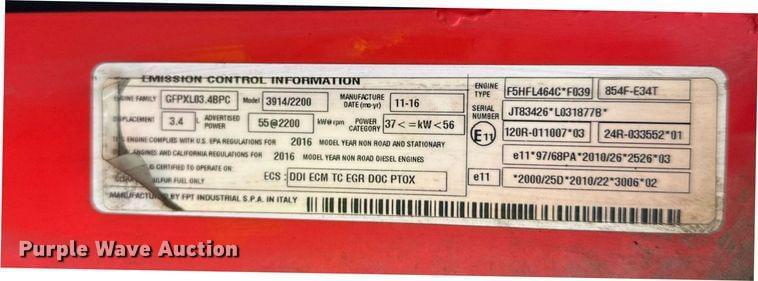 EMISSION CONTROL INFORMATION
ENGINE FAMILY GFPXL03.4BPC Model 3914/2200 MANUFACTURE DATE (mo-yr) 11-16
DISPLACEMENT 3.4 L ADVERTISED POWER 55@2200 kW@rpm POWER CATEGORY 37<=kW<56
ENGINE COMPLIES WITH U.S. EPA REGULATIONS FOR 2016 MODEL YEAR NON ROAD AND STATIONARY
ENGINES AND CALIFORNIA REGULATIONS FOR 2016 MODEL YEAR NON ROAD DIESEL ENGINES
IS CERTIFIED TO OPERATE ON:
SULFUR FUEL ONLY ECS: DDI ECM TC EGR DOC PTOX
MANUFACTURED BY FPT INDUSTRIAL S.P.A. IN ITALY
ENGINE TYPE F5HFL464C*F039 854F-E34T
SERIAL NUMBER JT83426*L031877B*
E11 120R-011007*03 24R-033552*01
e11*97/68PA*2010/26*2526*03
e11 *2000/25D*2010/22*3006*02
Purple Wave Auction